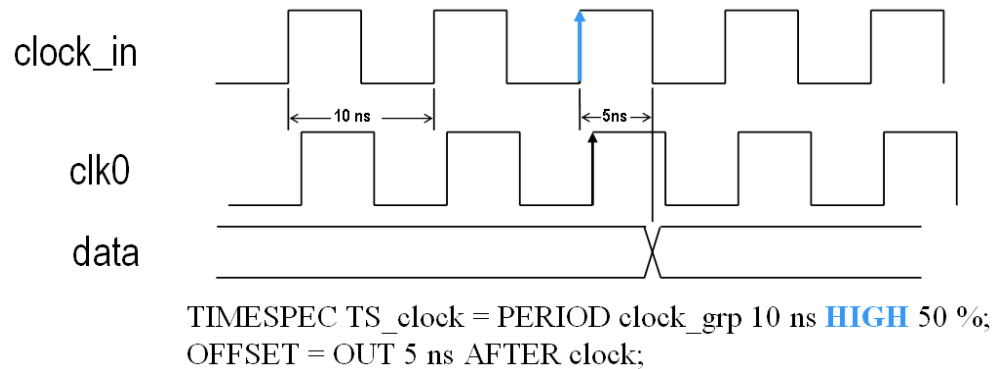 clock_in
10 ns
5ns
clk0
data
TIMESPEC TS_clock = PERIOD clock_grp 10 ns HIGH 50 %;
OFFSET = OUT 5 ns AFTER clock;